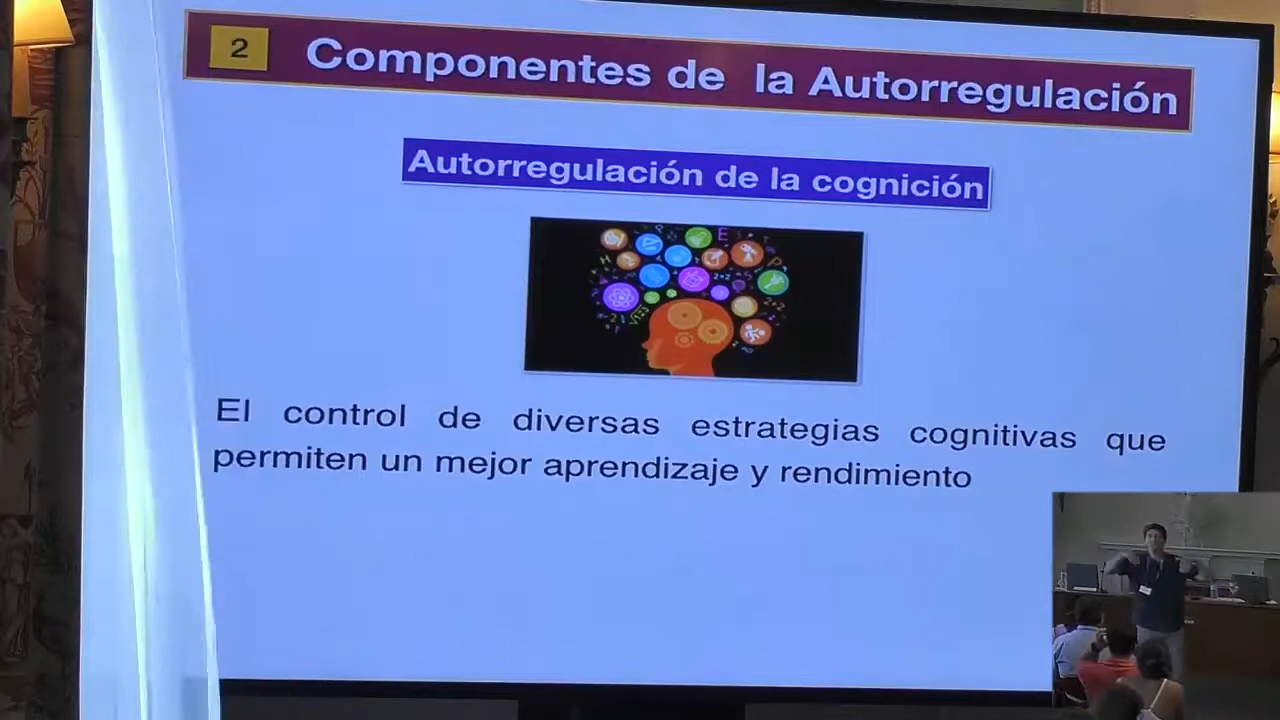 2
Componentes de la Autorregulación
Autorregulación de la cognición
El control de diversas estrategias cognitivas que
permiten un mejor aprendizaje y rendimiento